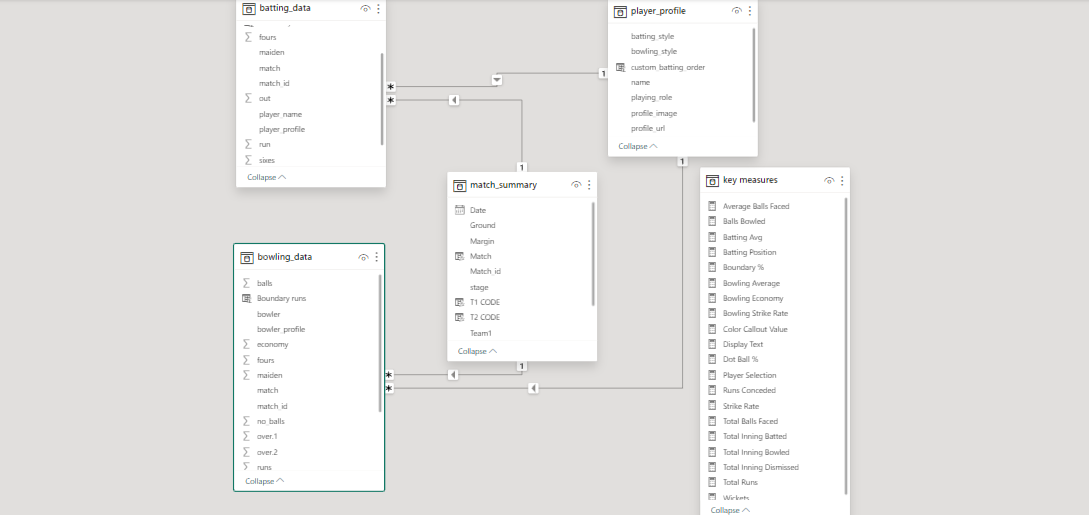 batting_data
fours
maiden
match
match_id
out
player_name
player_profile
run
sixes
Collapse
player_profile
batting_style
bowling_style
custom_batting_order
name
playing_role
profile_image
profile_url
Collapse
1
*
*
1
1
match_summary
Date
Ground
Margin
Match
Match_id
stage
T1 CODE
T2 CODE
Team1
Collapse
1
*
*
bowling_data
balls
Boundary runs
bowler
bowler_profile
economy
fours
maiden
match
match_id
no_balls
over.1
over.2
runs
Collapse
key measures
Average Balls Faced
Balls Bowled
Batting Avg
Batting Position
Boundary %
Bowling Average
Bowling Economy
Bowling Strike Rate
Color Callout Value
Display Text
Dot Ball %
Player Selection
Runs Conceded
Strike Rate
Total Balls Faced
Total Inning Batted
Total Inning Bowled
Total Inning Dismissed
Total Runs
Wickets
Collapse